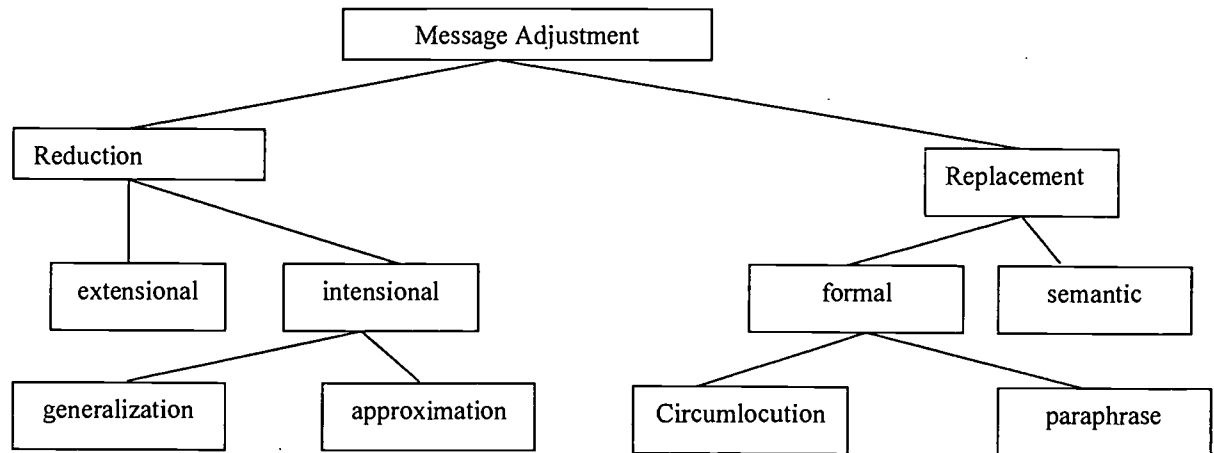 Message Adjustment
Reduction
Replacement
extensional
intensional
formal
semantic
generalization
approximation
Circumlocution
paraphrase